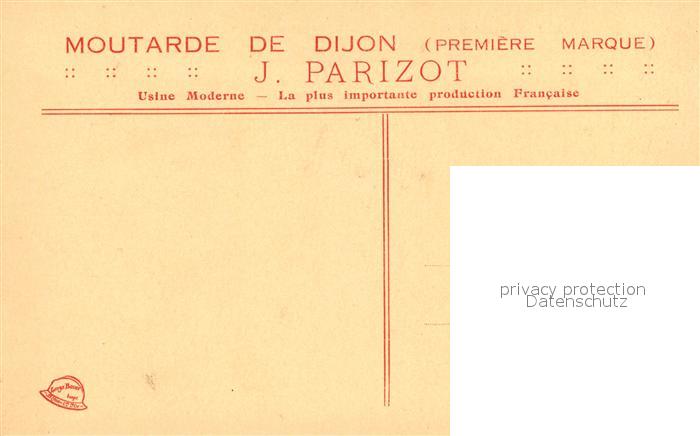 MOUTARDE DE DIJON (PREMIÈRE MARQUE)
J. PARIZOT
Usine Moderne — La plus importante production Française
privacy protection
Datenschutz